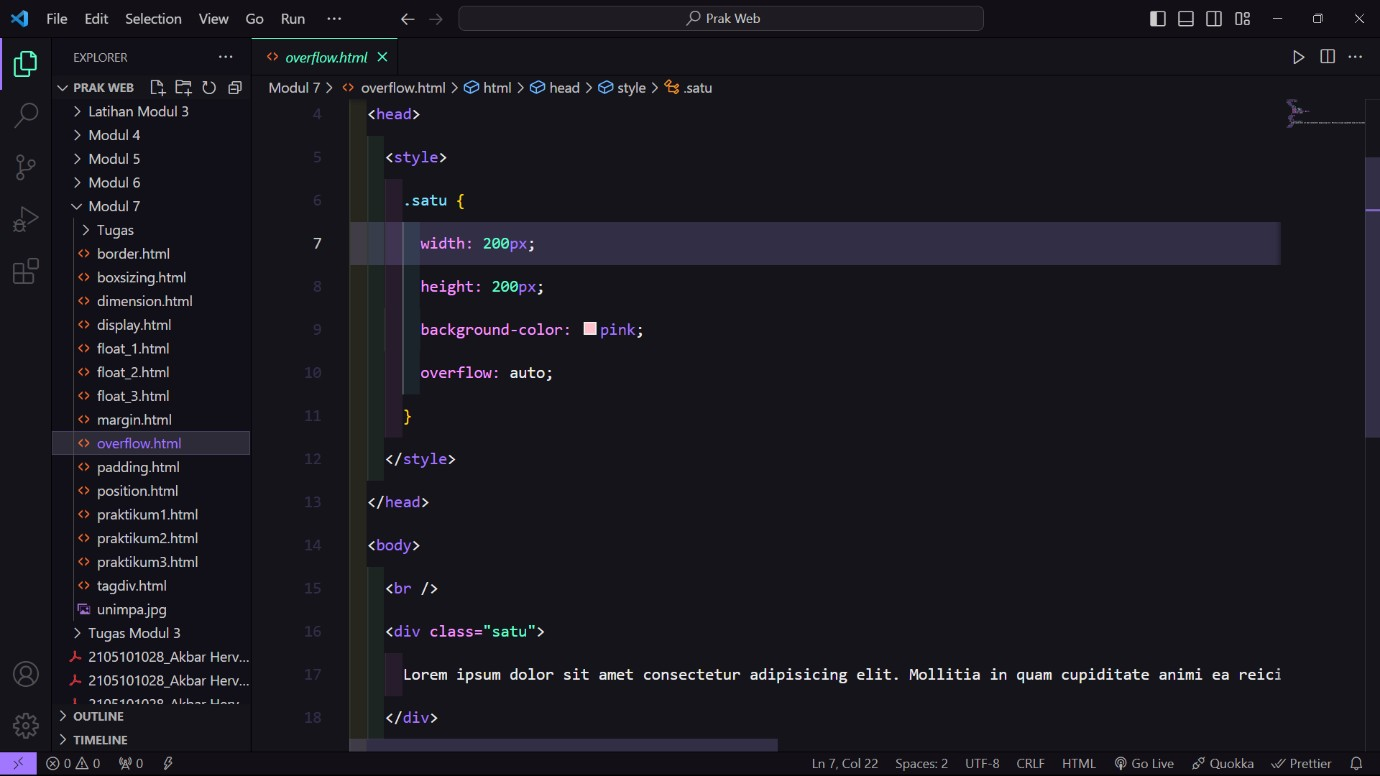 File Edit Selection View Go Run ··· Prak Web
EXPLORER ···
PRAK WEB
Latihan Modul 3
Modul 4
Modul 5
Modul 6
Modul 7
Tugas
border.html
boxsizing.html
dimension.html
display.html
float_1.html
float_2.html
float_3.html
margin.html
overflow.html
padding.html
position.html
praktikum1.html
praktikum2.html
praktikum3.html
tagdiv.html
unimpa.jpg
Tugas Modul 3
2105101028_Akbar Herv...
2105101028_Akbar Herv...
2105101028_Akbar Herv...
OUTLINE
TIMELINE
overflow.html
Modul 7 > overflow.html > html > head > style > .satu
4 <head>
5 <style>
6 .satu {
7 width: 200px;
8 height: 200px;
9 background-color: pink;
10 overflow: auto;
11 }
12 </style>
13 </head>
14 <body>
15 <br />
16 <div class="satu">
17 Lorem ipsum dolor sit amet consectetur adipisicing elit. Mollitia in quam cupiditate animi ea reici
18 </div>
0 0 0 Ln 7, Col 22 Spaces: 2 UTF-8 CRLF HTML Go Live Quokka Prettier